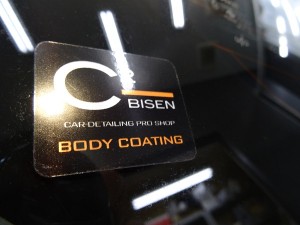 C
BISEN
CAR-DETAILING PRO SHOP
BODY COATING